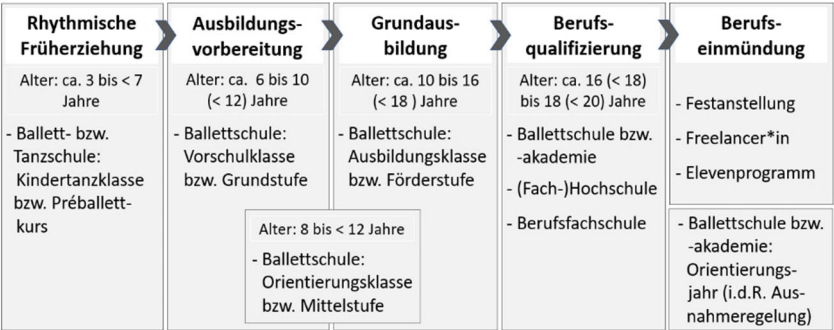 Rhythmische
Früherziehung
Alter: ca. 3 bis < 7
Jahre
- Ballett- bzw.
Tanzschule:
Kindertanzklasse
bzw. Préballett-
kurs
Ausbildungs-
vorbereitung
Alter: ca. 6 bis 10
(< 12) Jahre
- Ballettschule:
Vorschulklasse
bzw. Grundstufe
Alter: 8 bis < 12 Jahre
- Ballettschule:
Orientierungsklasse
bzw. Mittelstufe
Grundaus-
bildung
Alter: ca. 10 bis 16
(< 18 ) Jahre
- Ballettschule:
Ausbildungsklasse
bzw. Förderstufe
Berufs-
qualifizierung
Alter: ca. 16 (< 18)
bis 18 (< 20) Jahre
- Ballettschule bzw.
-akademie
- (Fach-)Hochschule
- Berufsfachschule
Berufs-
einmündung
- Festanstellung
- Freelancer*in
- Elevenprogramm
- Ballettschule bzw.
-akademie:
Orientierungs-
jahr (i.d.R. Aus-
nahmeregelung)